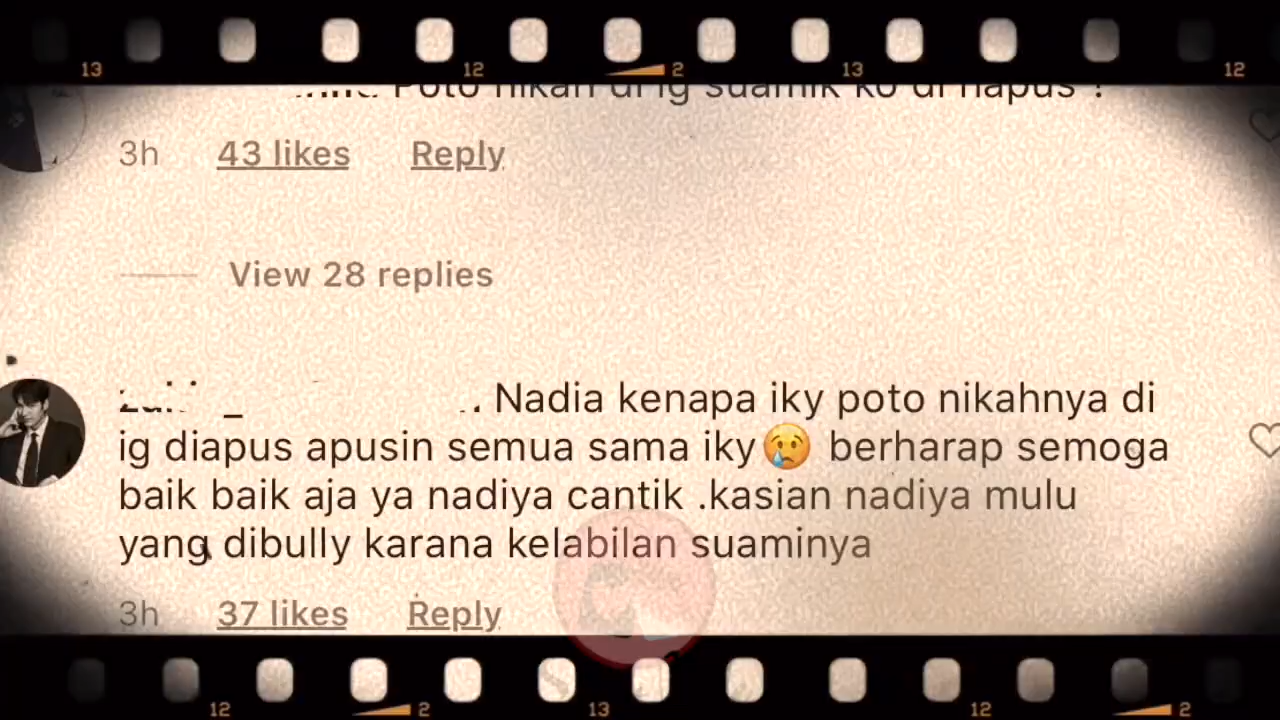 13 12 2 13 12
Poto nikah di ig suamik ko di hapus ?
3h 43 likes Reply
View 28 replies
Nadia kenapa iky poto nikahnya di
ig diapus apusin semua sama iky😢 berharap semoga
baik baik aja ya nadiya cantik .kasian nadiya mulu
yang dibully karana kelabilan suaminya
3h 37 likes Reply
12 2 13 12 2